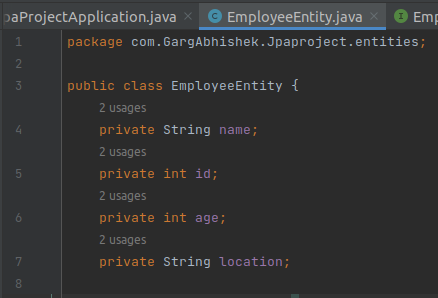 paProjectApplication.java EmployeeEntity.java Emp
1 package com.GargAbhishek.Jpaproject.entities;
2
3 public class EmployeeEntity {
2 usages
4 private String name;
2 usages
5 private int id;
2 usages
6 private int age;
2 usages
7 private String location;
8